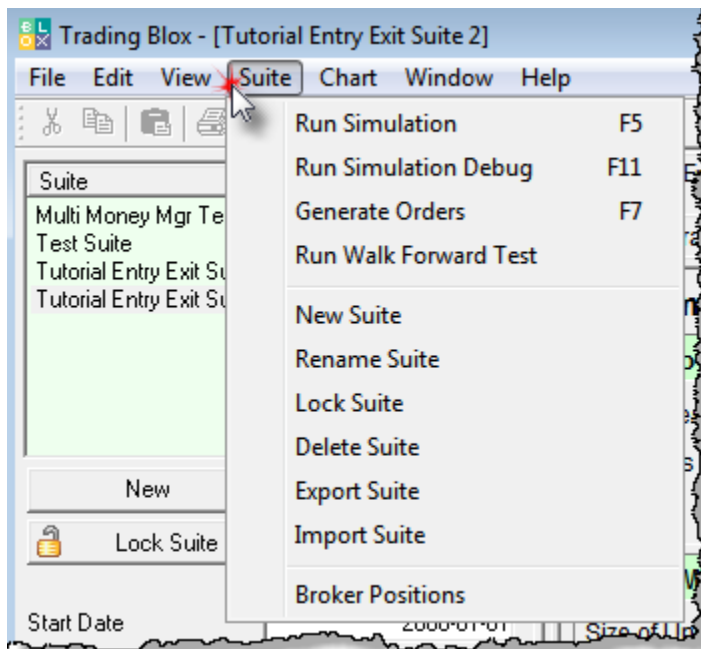 Trading Blox - [Tutorial Entry Exit Suite 2]
File Edit View Suite Chart Window Help
Run Simulation F5
Run Simulation Debug F11
Generate Orders F7
Run Walk Forward Test
New Suite
Rename Suite
Lock Suite
Delete Suite
Export Suite
Import Suite
Broker Positions
Suite
Multi Money Mgr Te
Test Suite
Tutorial Entry Exit Su
Tutorial Entry Exit Su
New
Lock Suite
Start Date
Size of Up